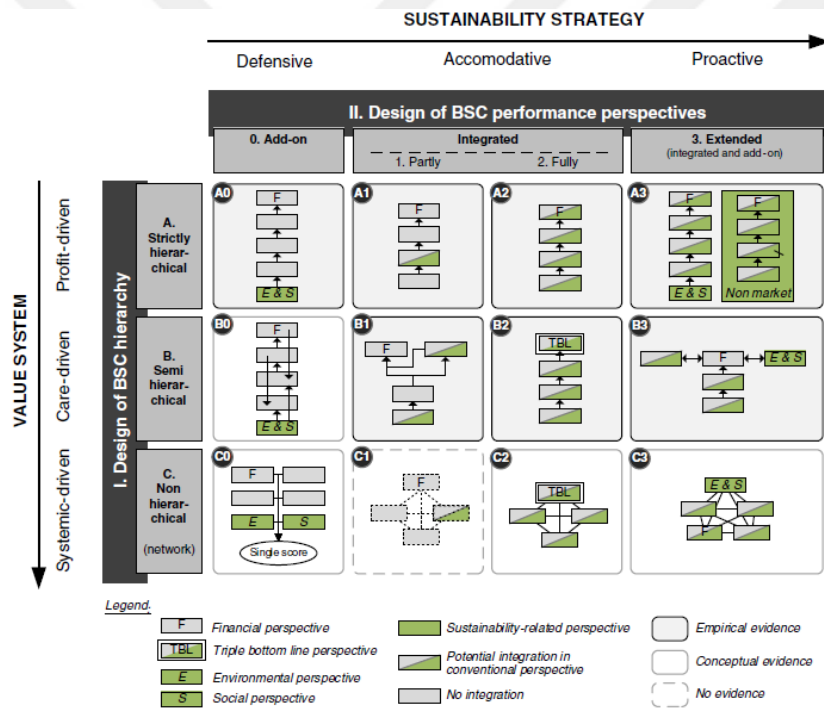 SUSTAINABILITY STRATEGY
Defensive Accomodative Proactive
II. Design of BSC performance perspectives
0. Add-on Integrated 3. Extended
1. Partly 2. Fully (integrated and add-on)
VALUE SYSTEM
Profit-driven
Care-driven
Systemic-driven
I. Design of BSC hierarchy
A.
Strictly
hierar-
chical
A0
F
E & S
A1
F
A2
F
A3
F
E & S
F
Non market
B.
Semi
hierar-
chical
B0
F
E & S
B1
F
B2
TBL
B3
F
E & S
C.
Non
hierar-
chical
(network)
C0
F
E
S
Single score
C1
F
C2
TBL
C3
E & S
F
Legend:
F Financial perspective
TBL Triple bottom line perspective
E Environmental perspective
S Social perspective
Sustainability-related perspective
Potential integration in
conventional perspective
No integration
Empirical evidence
Conceptual evidence
No evidence